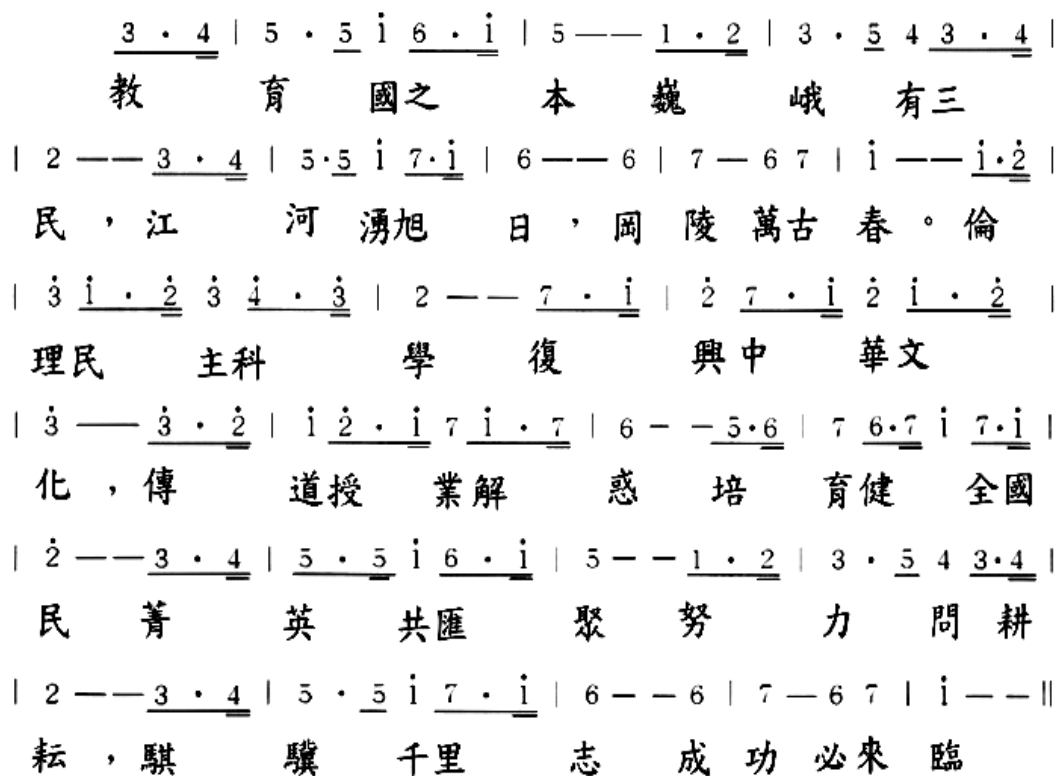 3 · 4 | 5 · 5 i̇ 6 · i̇ | 5 —— 1 · 2 | 3 · 5 4 3 · 4 |
教 育 國之 本 巍 峨 有三
| 2 —— 3 · 4 | 5·5 i̇ 7·i̇ | 6 —— 6 | 7 — 6 7 | i̇ —— i̇·2̇ |
民，江 河 湧旭 日，岡 陵 萬古 春。倫
| 3̇ i̇ · 2̇ 3̇ 4̇ · 3̇ | 2 —— 7 · i̇ | 2̇ 7 · i̇ 2̇ i̇ · 2̇ |
理民 主科 學 復 興中 華文
| 3̇ —— 3̇ · 2̇ | i̇ 2̇ · i̇ 7 i̇ · 7 | 6 — — 5·6 | 7 6·7 i̇ 7·i̇ |
化，傳 道授 業解 惑 培 育健 全國
| 2̇ —— 3 · 4 | 5 · 5 i̇ 6 · i̇ | 5 — — 1 · 2 | 3 · 5 4 3·4 |
民 菁 英 共匯 聚 努 力 問 耕
| 2 —— 3 · 4 | 5 · 5 i̇ 7 · i̇ | 6 — — 6 | 7 — 6 7 | i̇ — — ‖
耘，騏 驥 千里 志 成 功 必來 臨